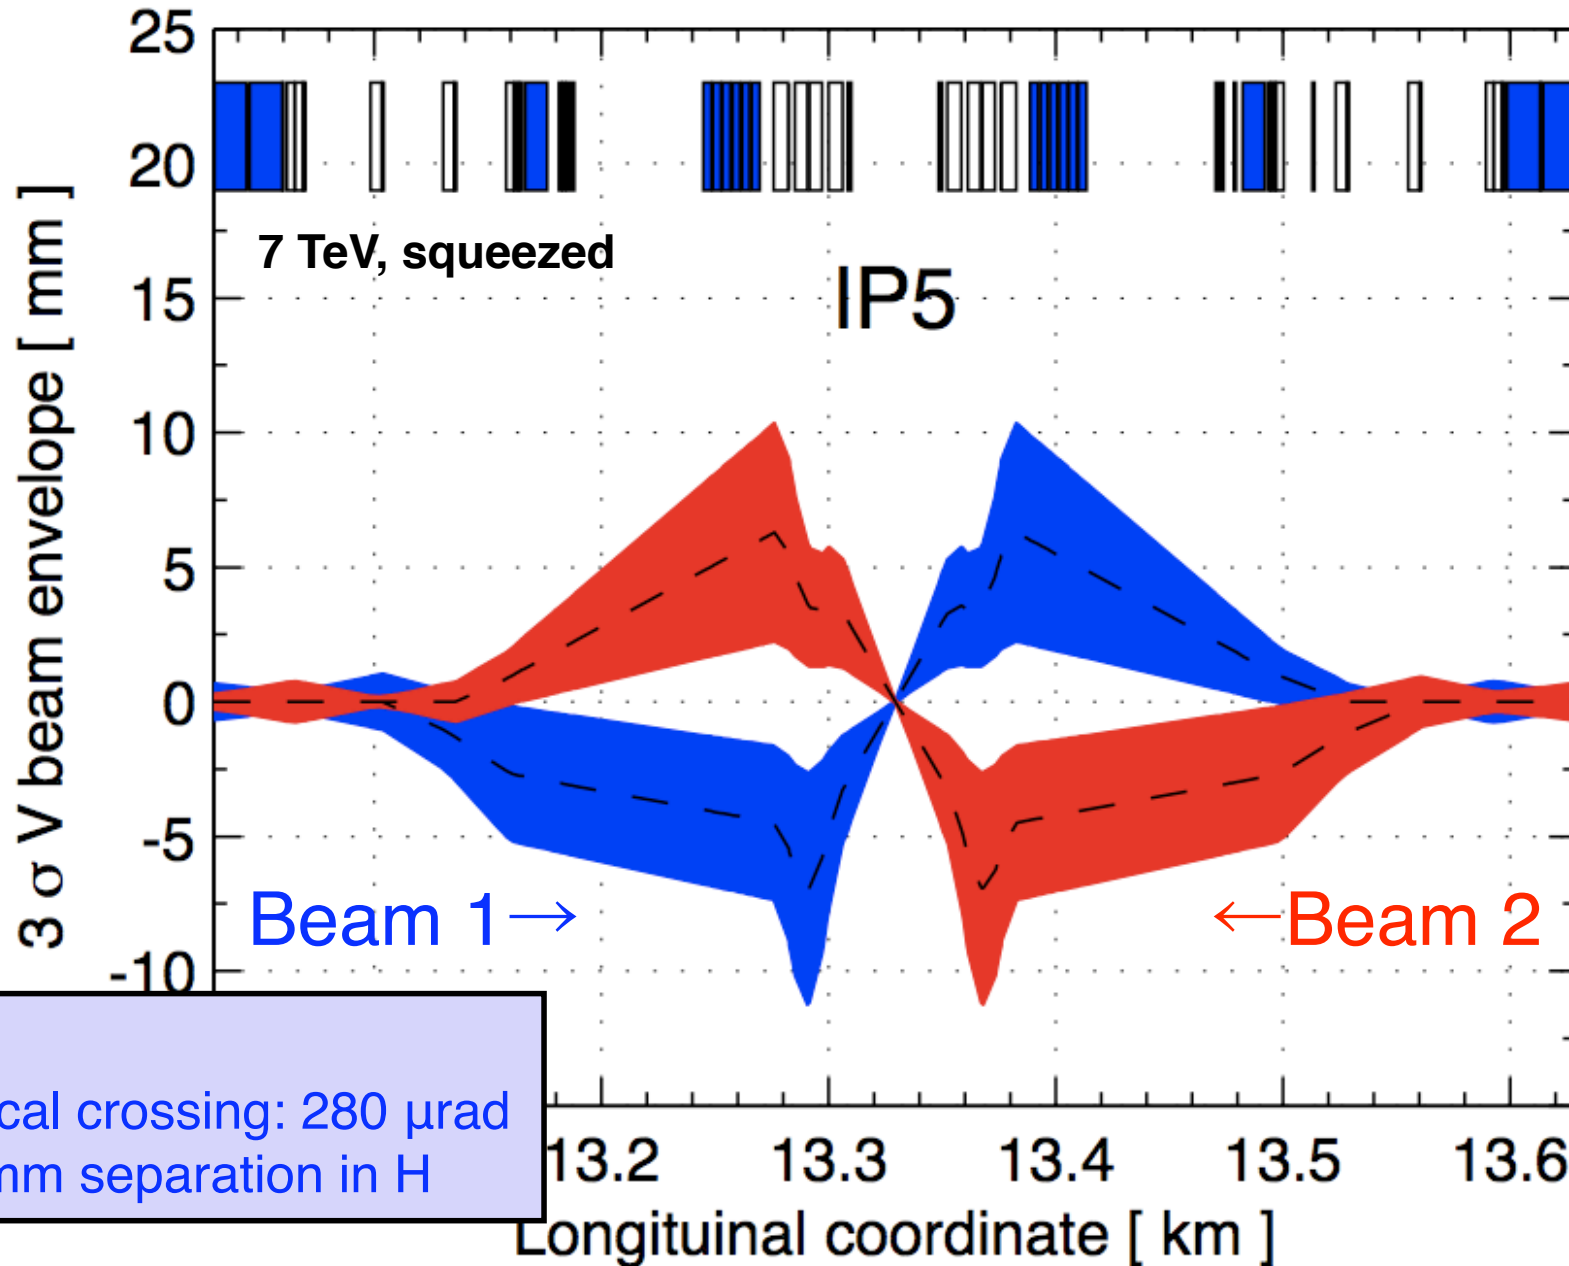 25
20
15
10
5
0
-5
-10
3 σ V beam envelope [ mm ]
7 TeV, squeezed
IP5
Beam 1→
←Beam 2
cal crossing: 280 μrad
mm separation in H
13.2 13.3 13.4 13.5 13.6
Longituinal coordinate [ km ]